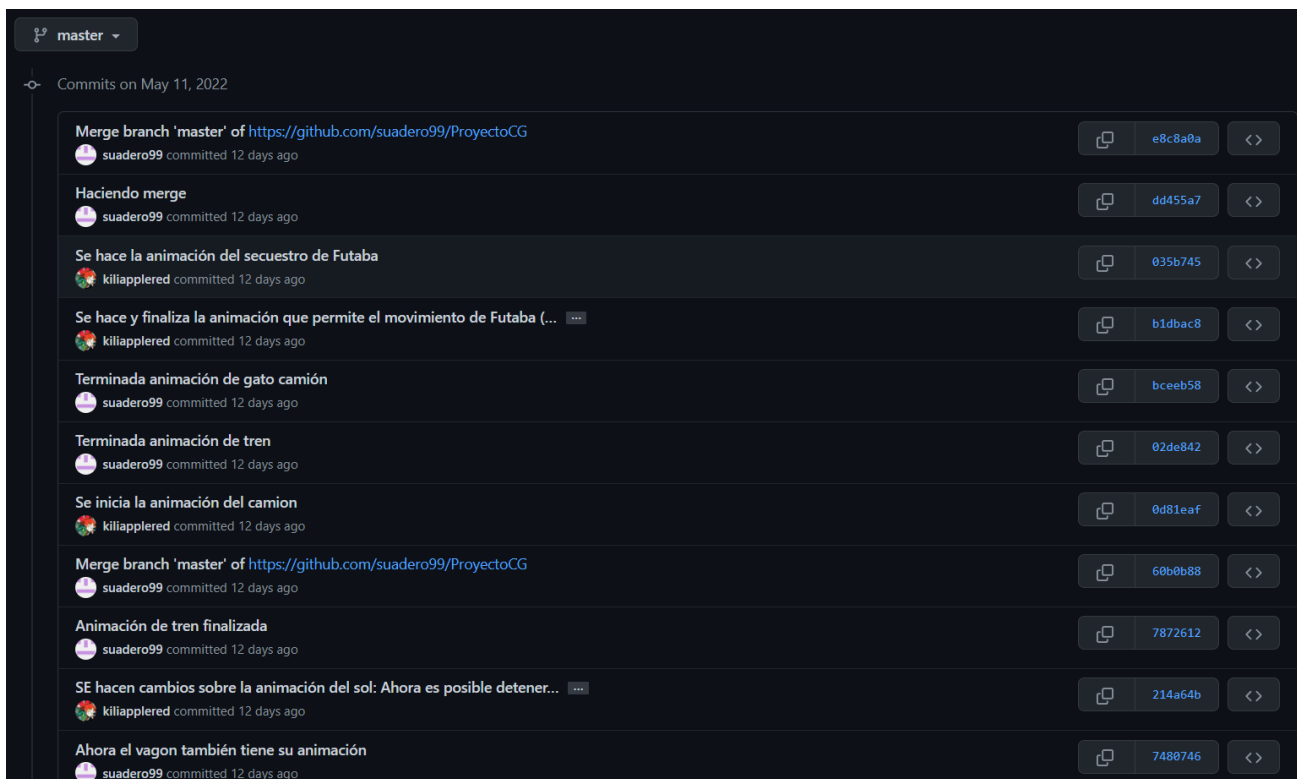 master
Commits on May 11, 2022
Merge branch 'master' of https://github.com/suadero99/ProyectoCG
e8c8a0a
suadero99 committed 12 days ago
Haciendo merge
dd455a7
suadero99 committed 12 days ago
Se hace la animación del secuestro de Futaba
035b745
kiliapplered committed 12 days ago
Se hace y finaliza la animación que permite el movimiento de Futaba (... ...
b1dbac8
kiliapplered committed 12 days ago
Terminada animación de gato camión
bceeb58
suadero99 committed 12 days ago
Terminada animación de tren
02de842
suadero99 committed 12 days ago
Se inicia la animación del camion
0d81eaf
kiliapplered committed 12 days ago
Merge branch 'master' of https://github.com/suadero99/ProyectoCG
60b0b88
suadero99 committed 12 days ago
Animación de tren finalizada
7872612
suadero99 committed 12 days ago
SE hacen cambios sobre la animación del sol: Ahora es posible detener... ...
214a64b
kiliapplered committed 12 days ago
Ahora el vagon también tiene su animación
7480746
suadero99 committed 12 days ago